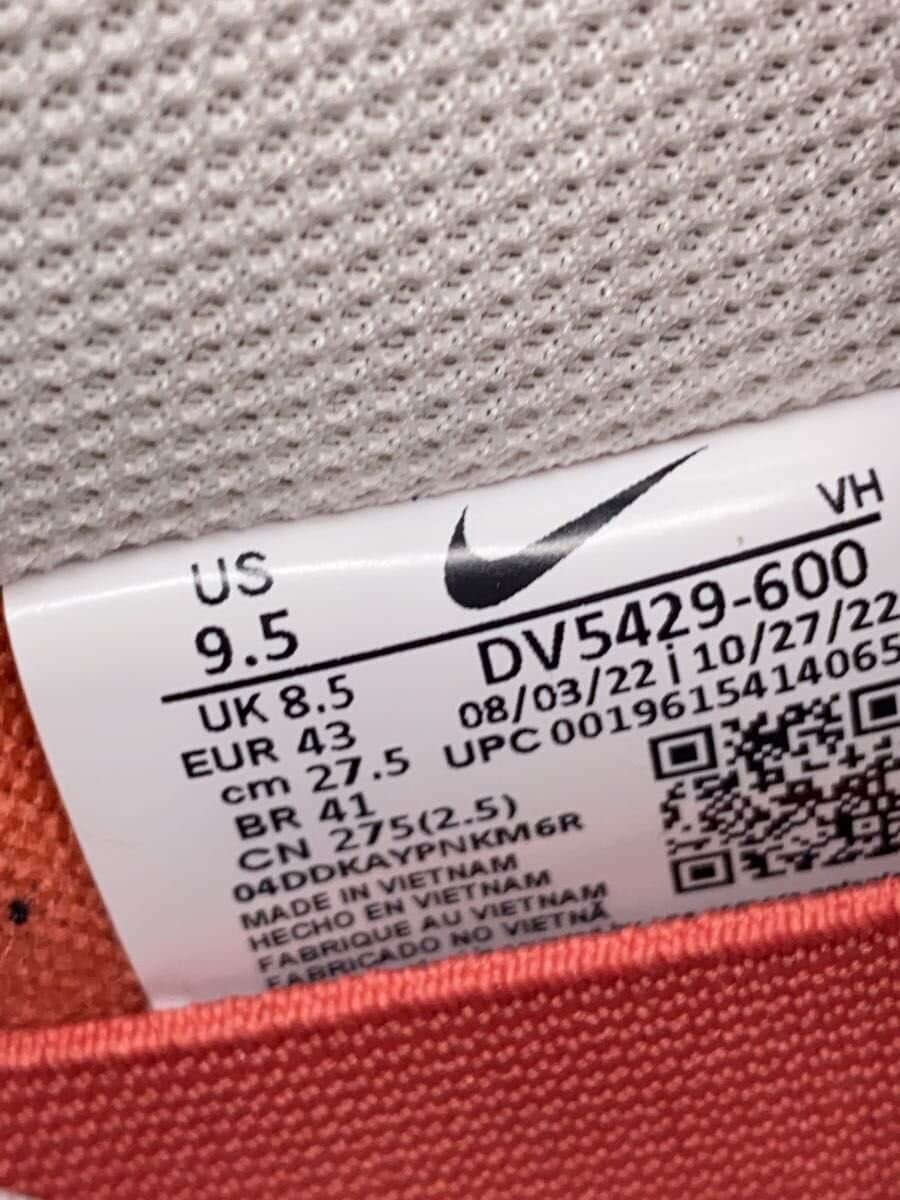 US
VH
9.5
DV5429-600
UK 8.5
08/03/22 | 10/27/22
EUR 43
UPC 0019615414065
cm 27.5
BR 41
CN 275(2.5)
04DDKAYPNKM6R
MADE IN VIETNAM
HECHO EN VIETNAM
FABRIQUE AU VIETNAM
FABRICADO NO VIETNÃ